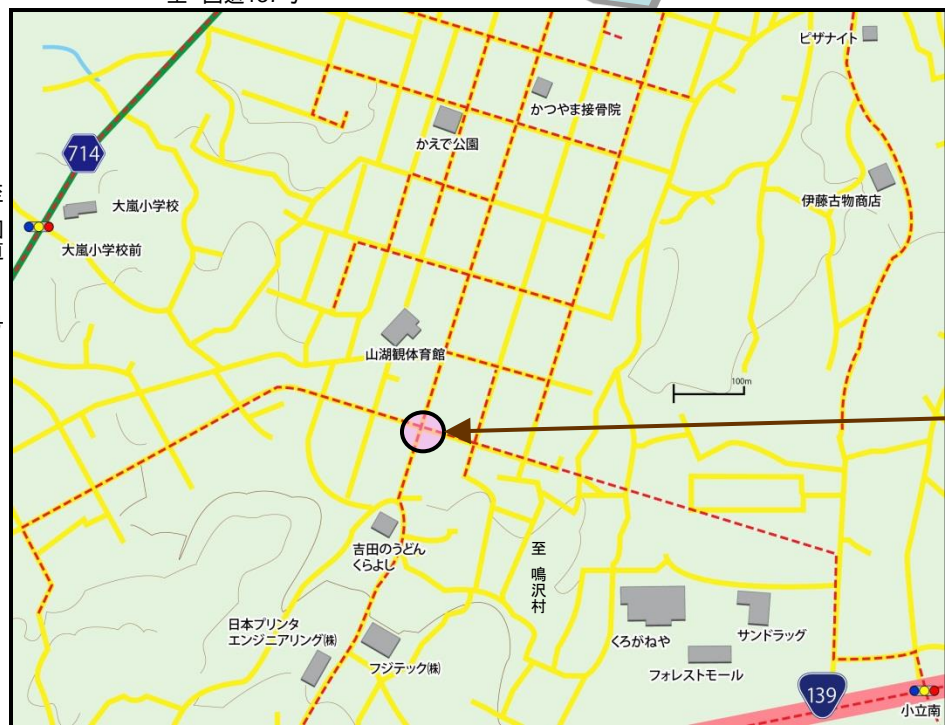 ピザナイト
かつやま接骨院
かえで公園
714
大嵐小学校
伊藤古物商店
大嵐小学校前
山湖観体育館
100m
吉田のうどん
くらよし
至 鳴沢村
日本プリンタ
エンジニアリング㈱
フジテック㈱
くろがねや
サンドラッグ
フォレストモール
139
小立南